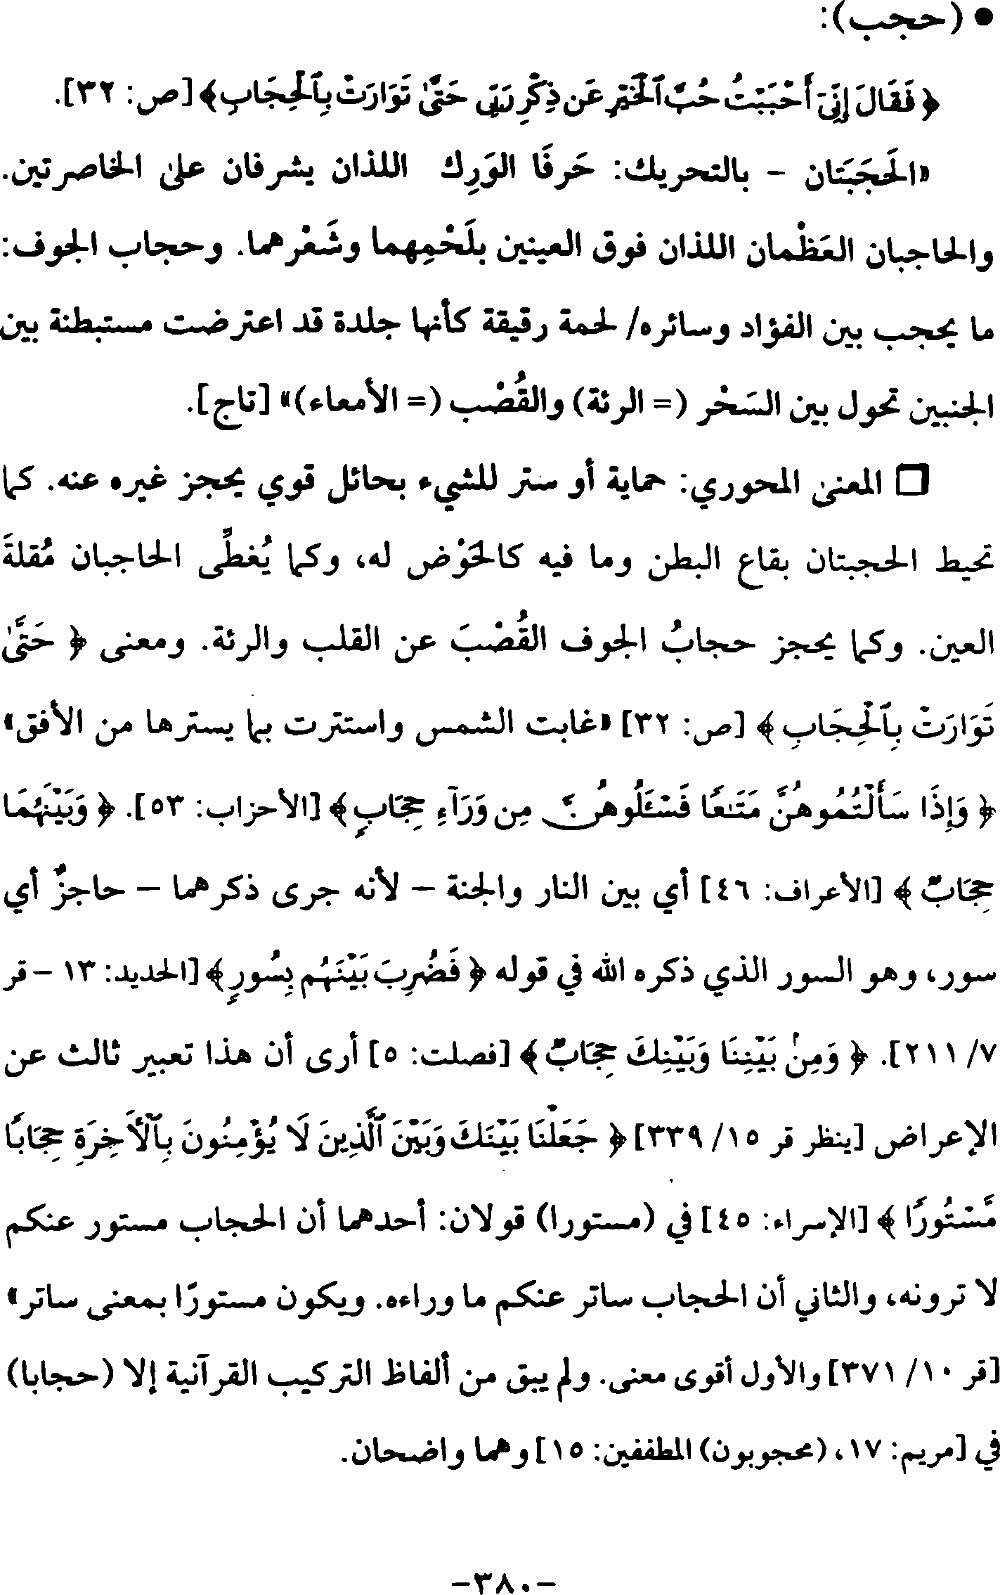 ● (حجب):
﴿ فَقَالَ إِنِّيٓ أَحْبَبْتُ حُبَّ ٱلْخَيْرِ عَن ذِكْرِ رَبِّي حَتَّىٰ تَوَارَتْ بِٱلْحِجَابِ ﴾ [ص: ٣٢].
«الحَجَبَتان - بالتحريك: حَرفَا الوَرِك اللذان يشرفان على الخاصرتين.
والحاجبان العَظْمان اللذان فوق العينين بلَحْمِهما وشَعْرهما. وحجاب الجوف:
ما يحجب بين الفؤاد وسائره/ لحمة رقيقة كأنها جلدة قد اعترضت مستبطنة بين
الجنبين تحول بين السَحْر (= الرئة) والقُصْب (= الأمعاء)» [تاج].
❐ المعنى المحوري: حماية أو ستر للشيء بحائل قوي يحجز غيره عنه. كما
تحيط الحجبتان بقاع البطن وما فيه كالحَوْض له، وكما يُغطِّى الحاجبان مُقلةَ
العين. وكما يحجز حجابُ الجوف القُصْبَ عن القلب والرئة. ومعنى ﴿ حَتَّىٰ
تَوَارَتْ بِٱلْحِجَابِ ﴾ [ص: ٣٢] «غابت الشمس واستترت بما يسترها من الأفق»
﴿ وَإِذَا سَأَلْتُمُوهُنَّ مَتَٰعًا فَسْـَٔلُوهُنَّ مِن وَرَآءِ حِجَابٍ ﴾ [الأحزاب: ٥٣]. ﴿ وَبَيْنَهُمَا
حِجَابٌ ﴾ [الأعراف: ٤٦] أي بين النار والجنة – لأنه جرى ذكرهما – حاجزٌ أي
سور، وهو السور الذي ذكره الله في قوله ﴿ فَضُرِبَ بَيْنَهُم بِسُورٍ ﴾ [الحديد: ١٣ – قر
٧/ ٢١١]. ﴿ وَمِنۢ بَيْنِنَا وَبَيْنِكَ حِجَابٌ ﴾ [فصلت: ٥] أرى أن هذا تعبير ثالث عن
الإعراض [ينظر قر ١٥/ ٣٣٩] ﴿ جَعَلْنَا بَيْنَكَ وَبَيْنَ ٱلَّذِينَ لَا يُؤْمِنُونَ بِٱلْأَخِرَةِ حِجَابًا
مَّسْتُورًا ﴾ [الإسراء: ٤٥] في (مستورا) قولان: أحدهما أن الحجاب مستور عنكم
لا ترونه، والثاني أن الحجاب ساتر عنكم ما وراءه. ويكون مستورًا بمعنى ساتر»
[قر ١٠/ ٣٧١] والأول أقوى معنى. ولم يبق من ألفاظ التركيب القرآنية إلا (حجابا)
في [مريم: ١٧، (محجوبون) المطففين: ١٥] وهما واضحان.
-٣٨٠-